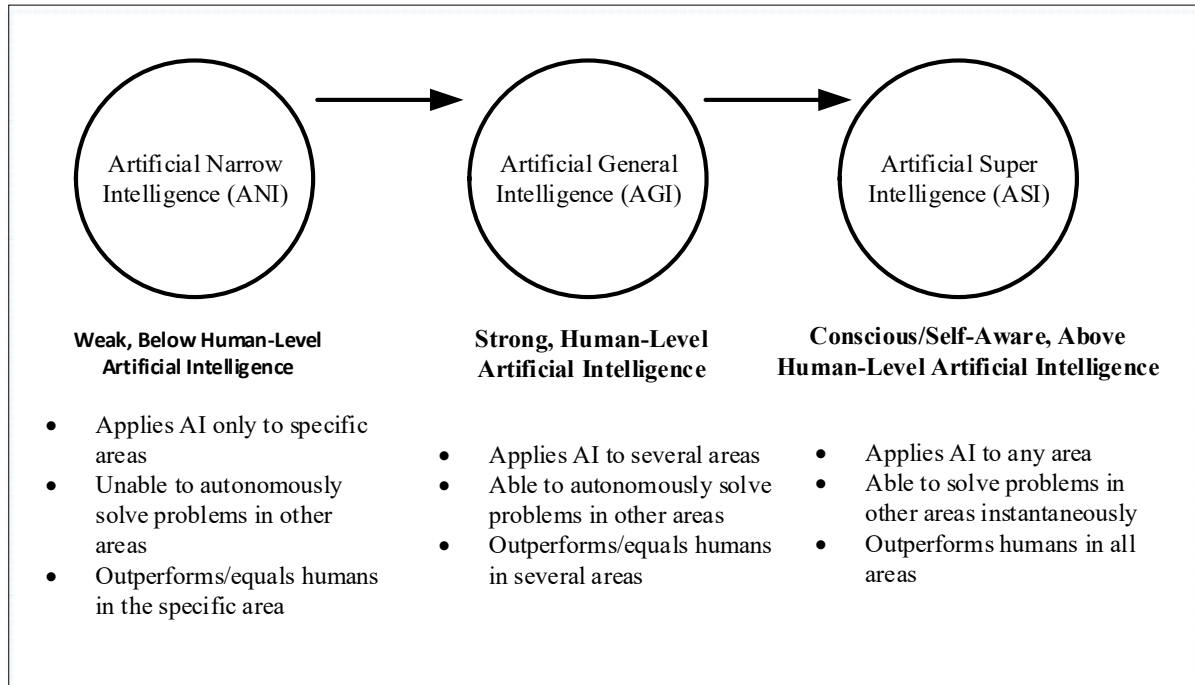 Artificial Narrow
Intelligence (ANI)
Artificial General
Intelligence (AGI)
Artificial Super
Intelligence (ASI)
Weak, Below Human-Level
Artificial Intelligence
• Applies AI only to specific
areas
• Unable to autonomously
solve problems in other
areas
• Outperforms/equals humans
in the specific area
Strong, Human-Level
Artificial Intelligence
• Applies AI to several areas
• Able to autonomously solve
problems in other areas
• Outperforms/equals humans
in several areas
Conscious/Self-Aware, Above
Human-Level Artificial Intelligence
• Applies AI to any area
• Able to solve problems in
other areas instantaneously
• Outperforms humans in all
areas